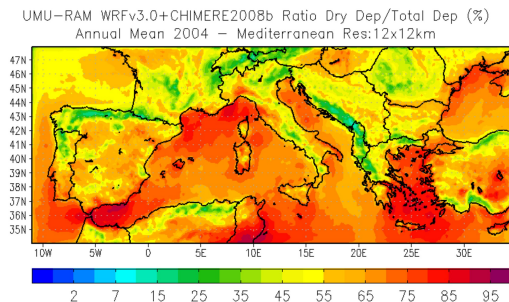 UMU-RAM WRFv3.0+CHIMERE2008b Ratio Dry Dep/Total Dep (%)
Annual Mean 2004 – Mediterranean Res:12x12km
47N
46N
45N
44N
43N
42N
41N
40N
39N
38N
37N
36N
35N
10W 5W 0 5E 10E 15E 20E 25E 30E
2 7 15 25 35 45 55 65 75 85 95